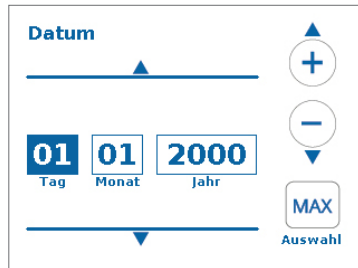 Datum
+
−
01 01 2000
Tag Monat Jahr
MAX
Auswahl